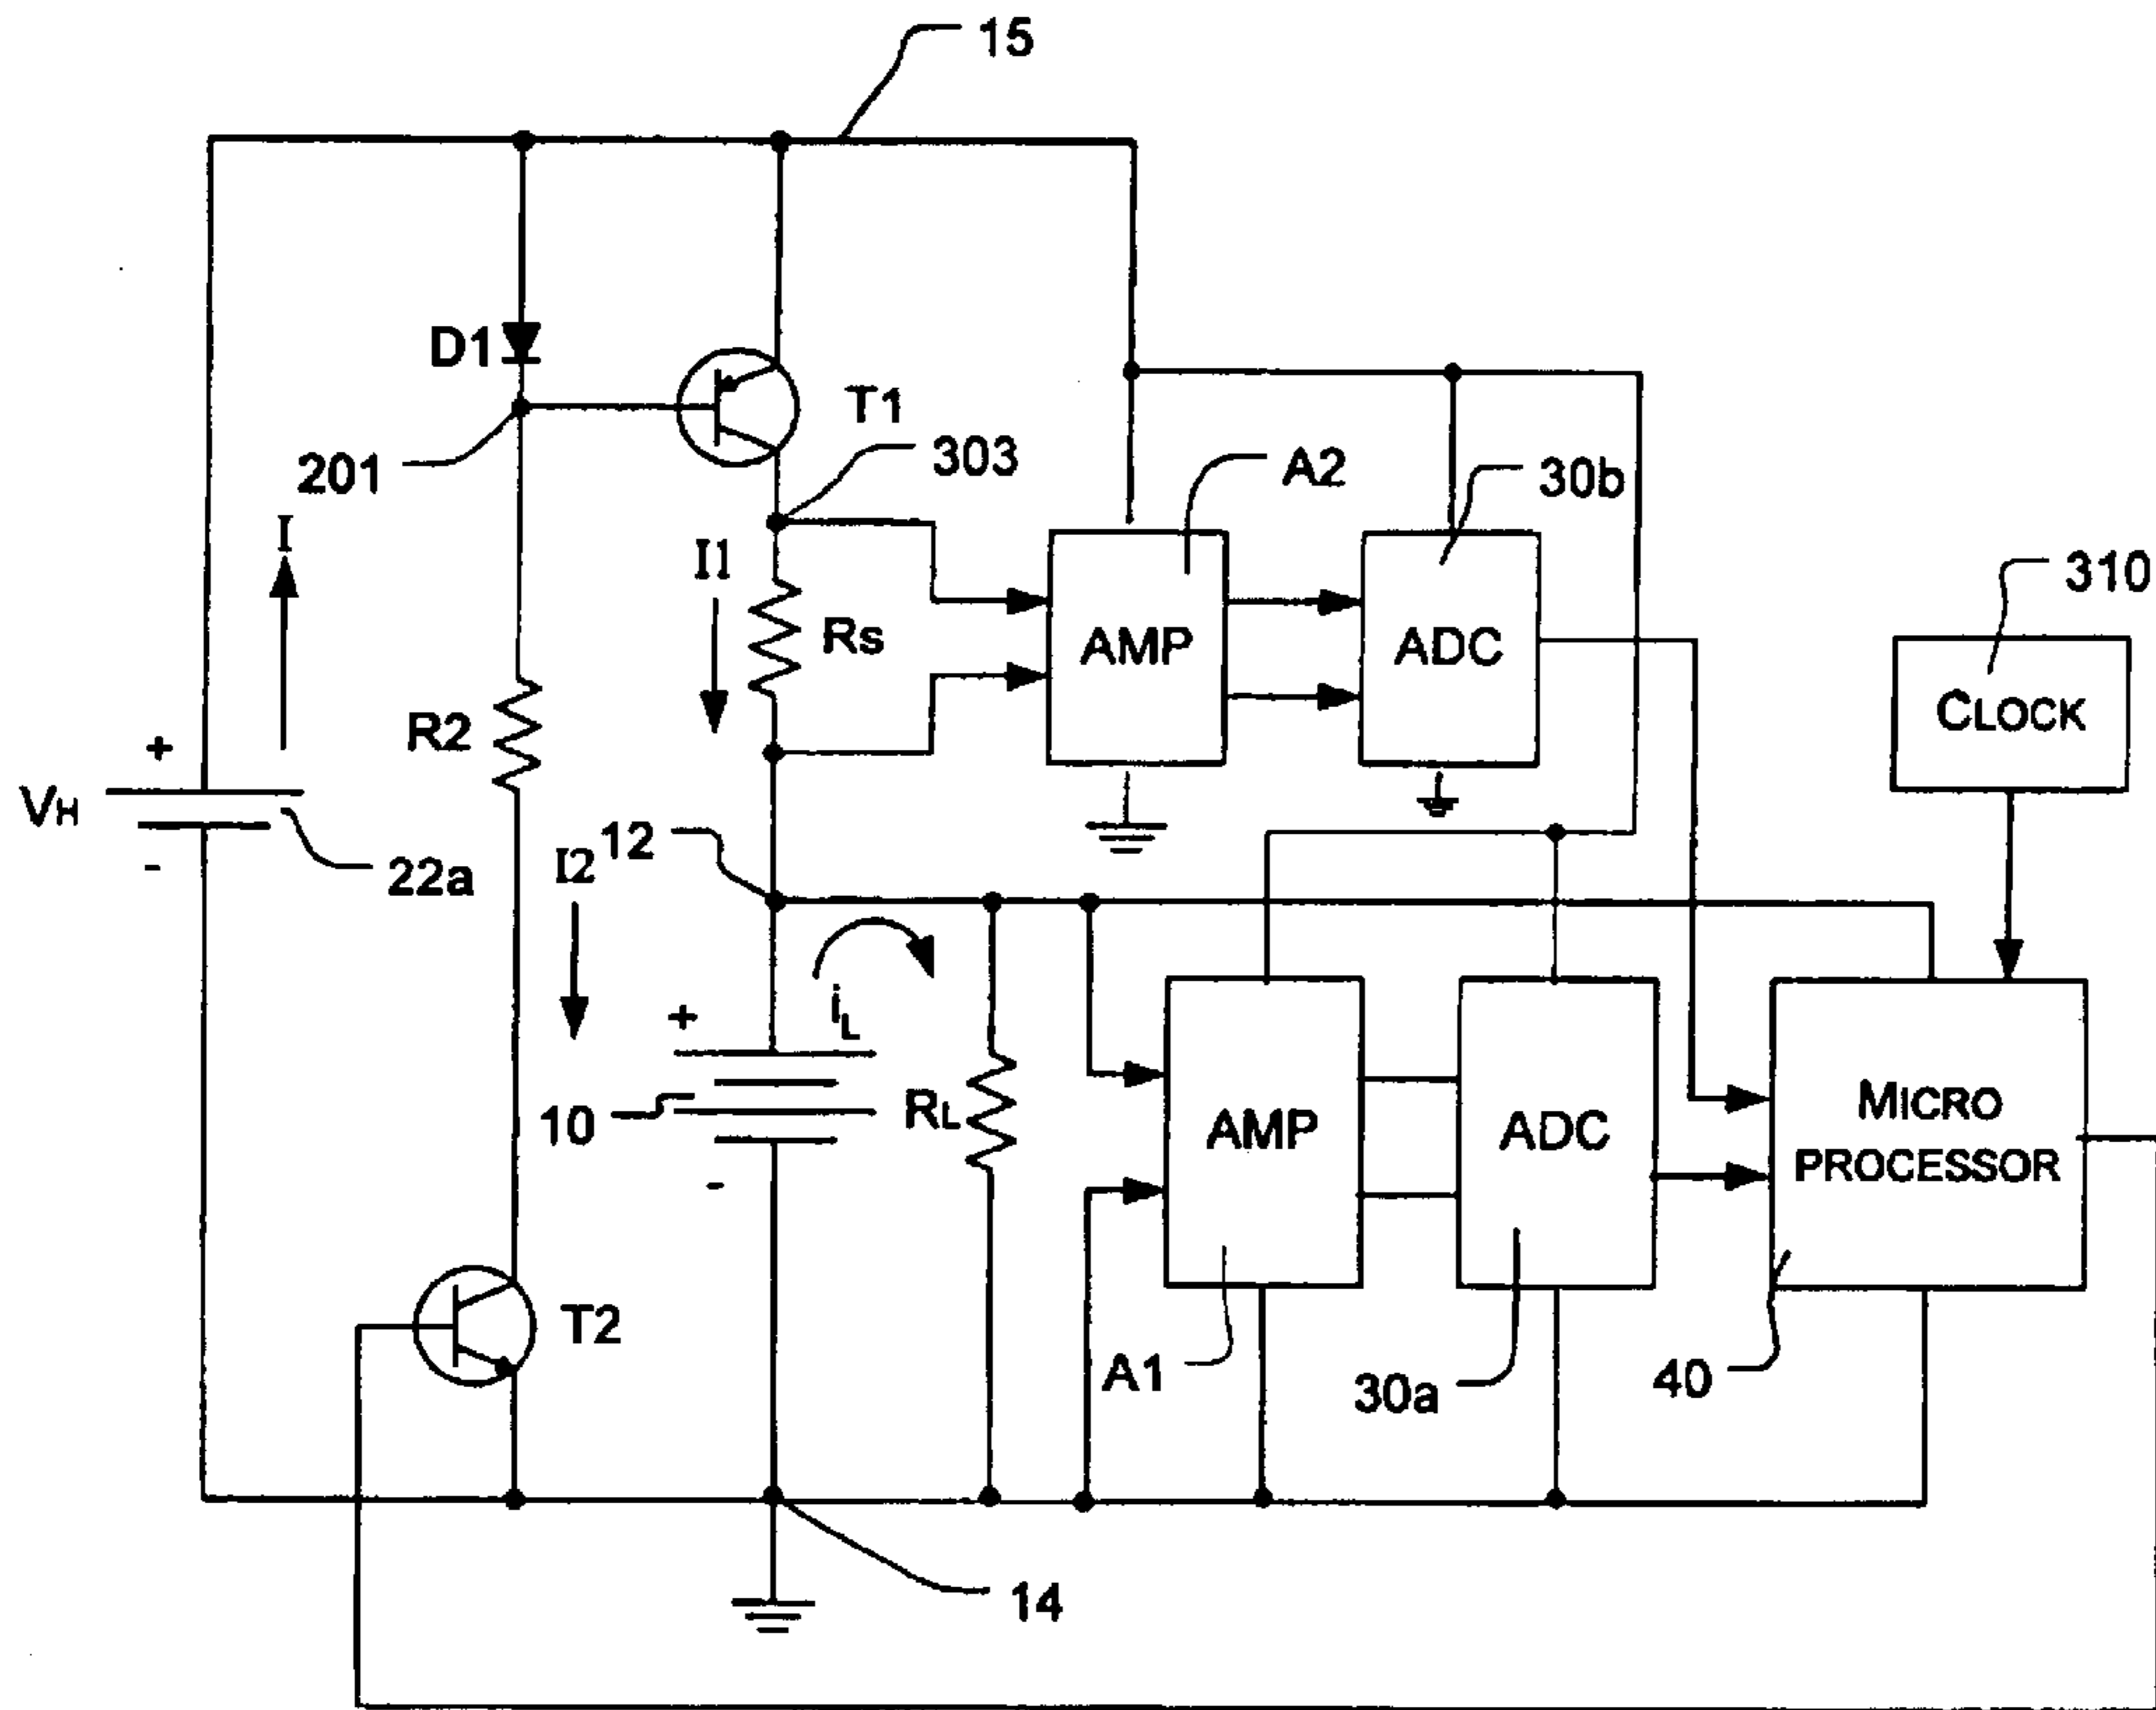 15
D1
T1
201
303
A2
30b
I
I1
310
Rs
AMP
ADC
CLOCK
R2
+
VH
-
22a
12
I2
iL
+
10
RL
AMP
ADC
MICRO
PROCESSOR
-
T2
A1
30a
40
14